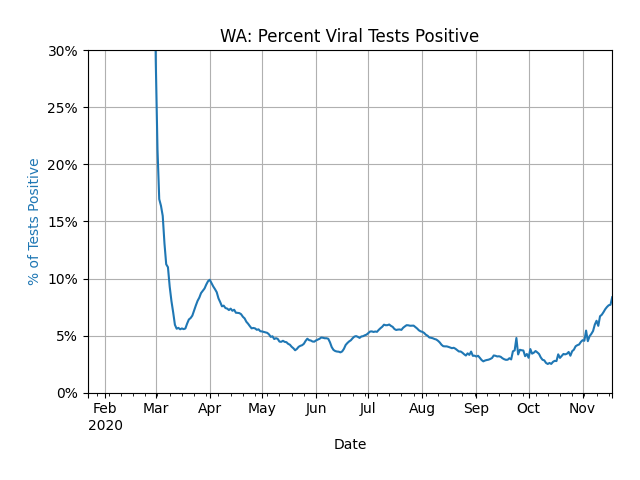 WA: Percent Viral Tests Positive
30%
25%
20%
15%
10%
5%
0%
% of Tests Positive
Feb Mar Apr May Jun Jul Aug Sep Oct Nov
2020
Date